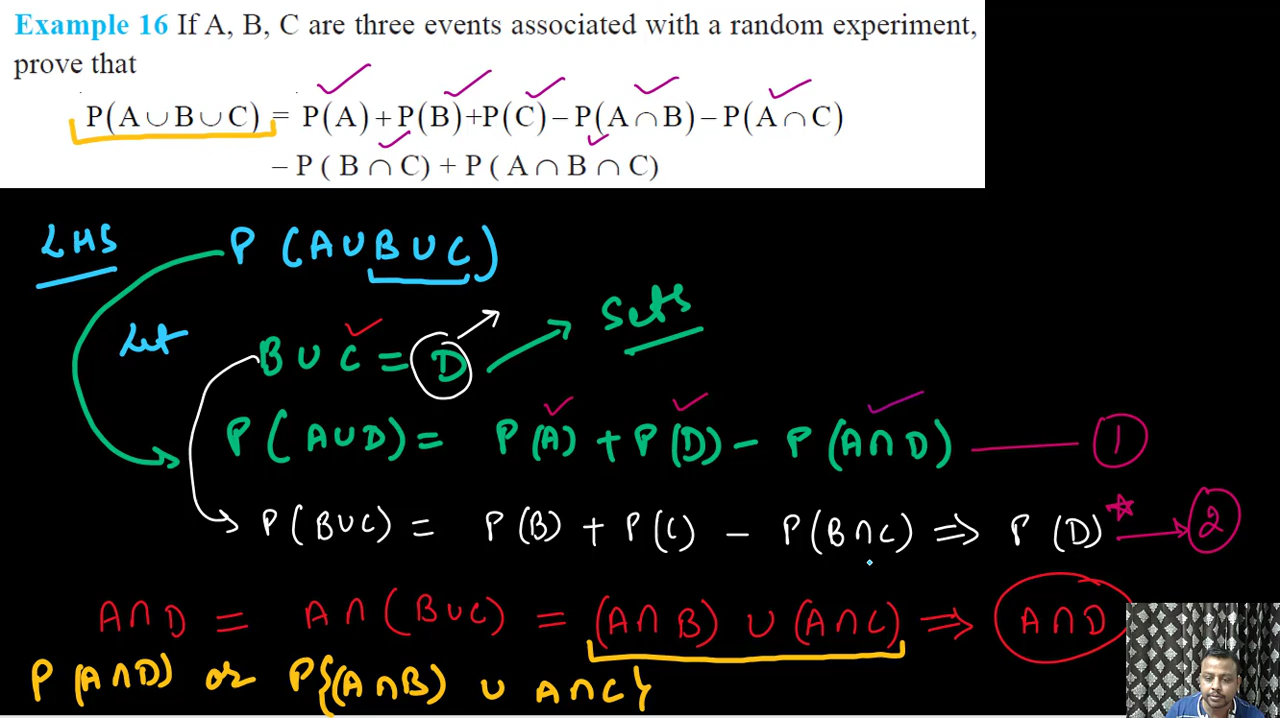 Example 16 If A, B, C are three events associated with a random experiment,
prove that
P(A∪B∪C) = P(A)+P(B)+P(C)−P(A∩B)−P(A∩C)
− P ( B ∩ C) + P ( A ∩ B ∩ C)
LHS P (A∪B∪C)
Let B ∪ C = D Sets
P(A∪D) = P(A) + P(D) − P(A∩D) 1
P(B∪C) = P(B) + P(C) − P(B∩C) ⇒ P(D) ☆ 2
A∩D = A∩(B∪C) = (A∩B) ∪ (A∩C) ⇒ A∩D
P(A∩D) or P{(A∩B) ∪ A∩C}